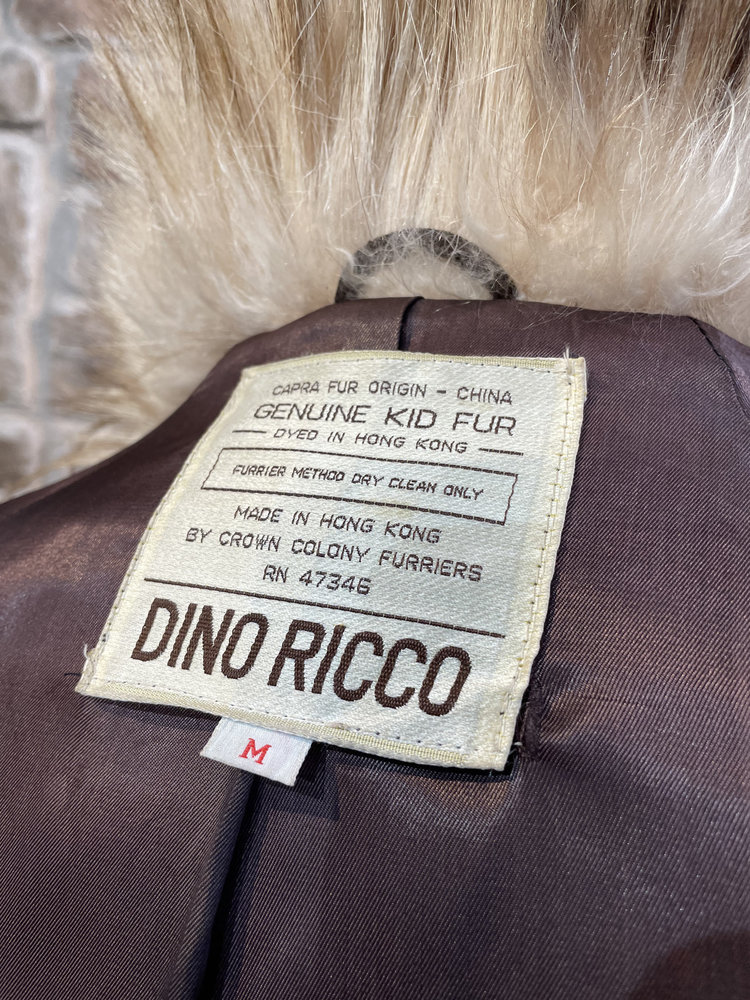 CAPRA FUR ORIGIN - CHINA
GENUINE KID FUR
DYED IN HONG KONG
FURRIER METHOD DRY CLEAN ONLY
MADE IN HONG KONG
BY CROWN COLONY FURRIERS
RN 47346
DINO RICCO
M